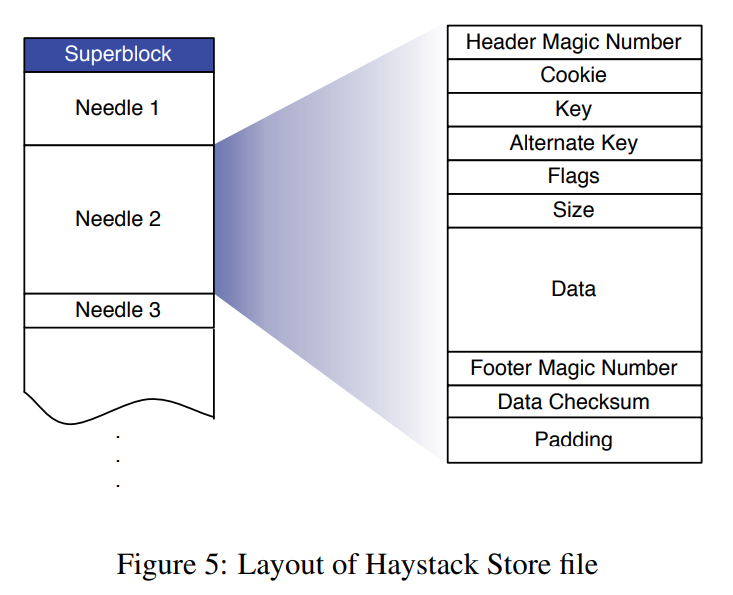 Superblock
Needle 1
Needle 2
Needle 3
.
.
.
Header Magic Number
Cookie
Key
Alternate Key
Flags
Size
Data
Footer Magic Number
Data Checksum
Padding
Figure 5: Layout of Haystack Store file